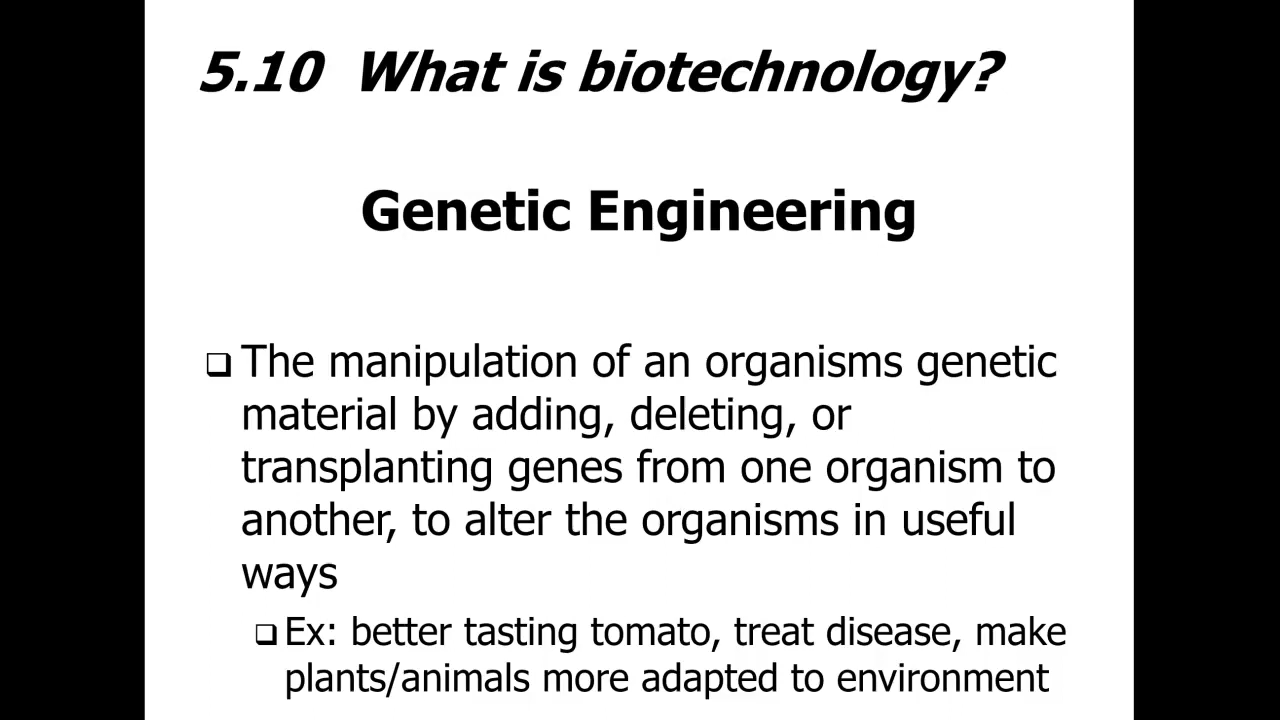 5.10 What is biotechnology?
Genetic Engineering
❑ The manipulation of an organisms genetic
material by adding, deleting, or
transplanting genes from one organism to
another, to alter the organisms in useful
ways
❑ Ex: better tasting tomato, treat disease, make
plants/animals more adapted to environment